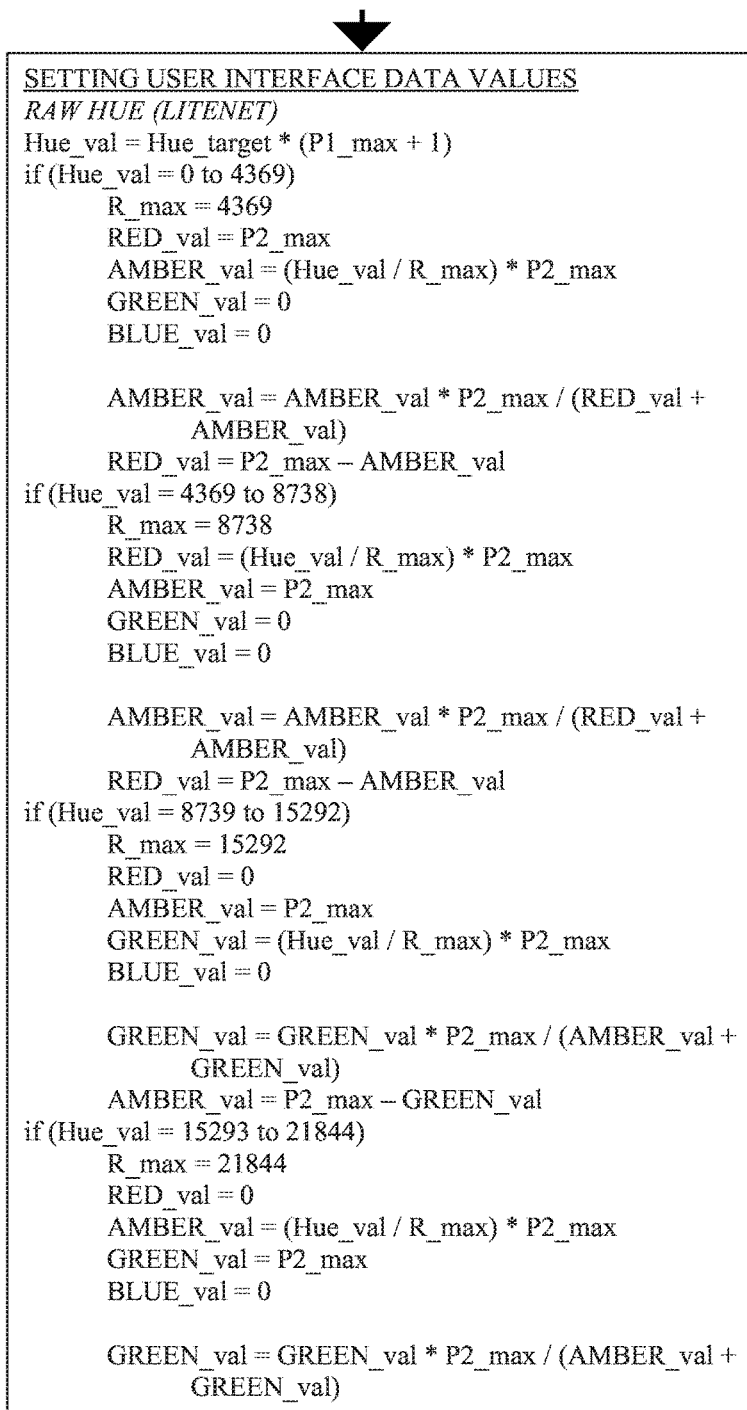 SETTING USER INTERFACE DATA VALUES
RAW HUE (LITENET)
Hue_val = Hue_target * (P1_max + 1)
if (Hue_val = 0 to 4369)
R_max = 4369
RED_val = P2_max
AMBER_val = (Hue_val / R_max) * P2_max
GREEN_val = 0
BLUE_val = 0
AMBER_val = AMBER_val * P2_max / (RED_val +
AMBER_val)
RED_val = P2_max – AMBER_val
if (Hue_val = 4369 to 8738)
R_max = 8738
RED_val = (Hue_val / R_max) * P2_max
AMBER_val = P2_max
GREEN_val = 0
BLUE_val = 0
AMBER_val = AMBER_val * P2_max / (RED_val +
AMBER_val)
RED_val = P2_max – AMBER_val
if (Hue_val = 8739 to 15292)
R_max = 15292
RED_val = 0
AMBER_val = P2_max
GREEN_val = (Hue_val / R_max) * P2_max
BLUE_val = 0
GREEN_val = GREEN_val * P2_max / (AMBER_val +
GREEN_val)
AMBER_val = P2_max – GREEN_val
if (Hue_val = 15293 to 21844)
R_max = 21844
RED_val = 0
AMBER_val = (Hue_val / R_max) * P2_max
GREEN_val = P2_max
BLUE_val = 0
GREEN_val = GREEN_val * P2_max / (AMBER_val +
GREEN_val)